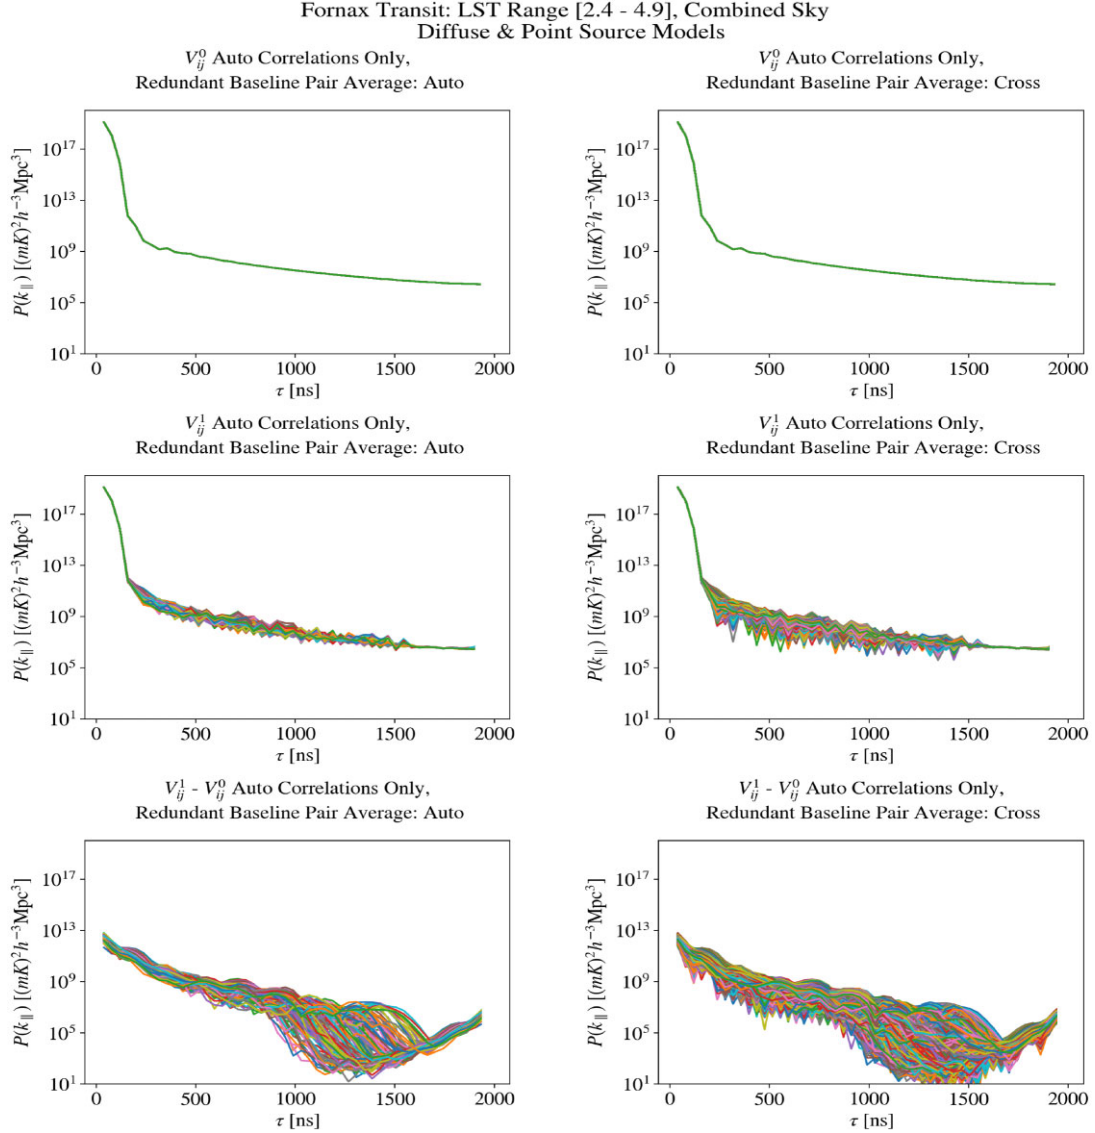 Fornax Transit: LST Range [2.4 - 4.9], Combined Sky
Diffuse & Point Source Models
V⁰ᵢⱼ Auto Correlations Only,
Redundant Baseline Pair Average: Auto
10¹⁷
10¹³
10⁹
10⁵
10¹
P(k∥) [(mK)²h⁻³Mpc³]
0 500 1000 1500 2000
τ [ns]
V⁰ᵢⱼ Auto Correlations Only,
Redundant Baseline Pair Average: Cross
10¹⁷
10¹³
10⁹
10⁵
10¹
P(k∥) [(mK)²h⁻³Mpc³]
0 500 1000 1500 2000
τ [ns]
V¹ᵢⱼ Auto Correlations Only,
Redundant Baseline Pair Average: Auto
10¹⁷
10¹³
10⁹
10⁵
10¹
P(k∥) [(mK)²h⁻³Mpc³]
0 500 1000 1500 2000
τ [ns]
V¹ᵢⱼ Auto Correlations Only,
Redundant Baseline Pair Average: Cross
10¹⁷
10¹³
10⁹
10⁵
10¹
P(k∥) [(mK)²h⁻³Mpc³]
0 500 1000 1500 2000
τ [ns]
V¹ᵢⱼ - V⁰ᵢⱼ Auto Correlations Only,
Redundant Baseline Pair Average: Auto
10¹⁷
10¹³
10⁹
10⁵
10¹
P(k∥) [(mK)²h⁻³Mpc³]
0 500 1000 1500 2000
τ [ns]
V¹ᵢⱼ - V⁰ᵢⱼ Auto Correlations Only,
Redundant Baseline Pair Average: Cross
10¹⁷
10¹³
10⁹
10⁵
10¹
P(k∥) [(mK)²h⁻³Mpc³]
0 500 1000 1500 2000
τ [ns]